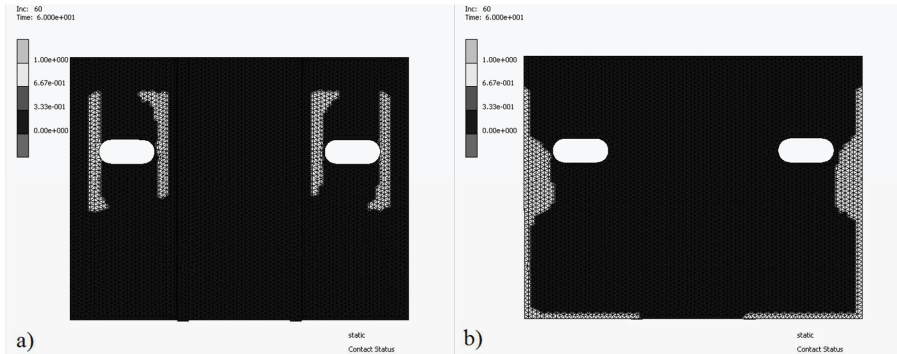 Inc: 60
Time: 6.000e+001
1.00e+000
6.67e-001
3.33e-001
0.00e+000
a)
static
Contact Status
Inc: 60
Time: 6.000e+001
1.00e+000
6.67e-001
3.33e-001
0.00e+000
b)
static
Contact Status